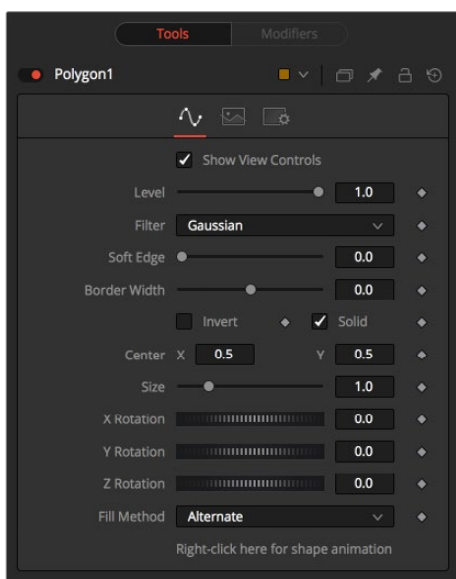 Tools Modifiers
Polygon1
Show View Controls
Level 1.0
Filter Gaussian
Soft Edge 0.0
Border Width 0.0
Invert Solid
Center X 0.5 Y 0.5
Size 1.0
X Rotation 0.0
Y Rotation 0.0
Z Rotation 0.0
Fill Method Alternate
Right-click here for shape animation